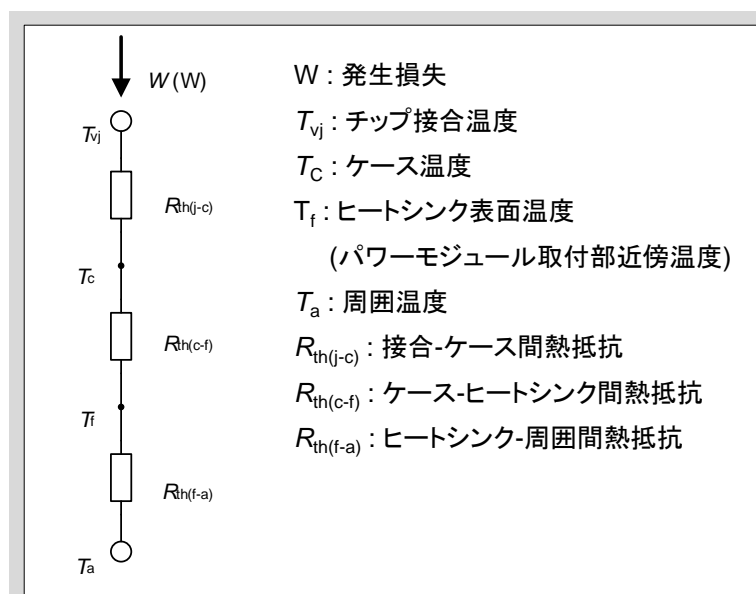 W (W)
Tvj
Rth(j-c)
Tc
Rth(c-f)
Tf
Rth(f-a)
Ta
W : 発生損失
Tvj : チップ接合温度
TC : ケース温度
Tf : ヒートシンク表面温度
(パワーモジュール取付部近傍温度)
Ta : 周囲温度
Rth(j-c) : 接合-ケース間熱抵抗
Rth(c-f) : ケース-ヒートシンク間熱抵抗
Rth(f-a) : ヒートシンク-周囲間熱抵抗